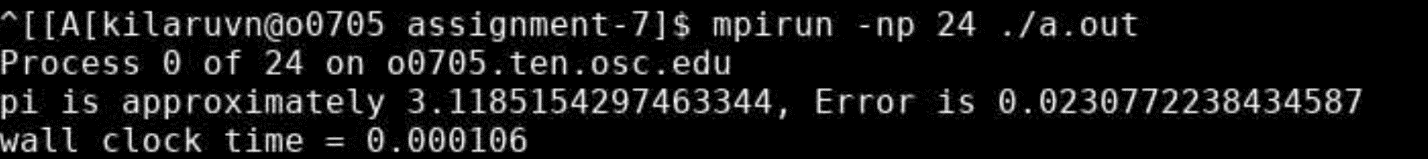 ^[[A[kilaruvn@o0705 assignment-7]$ mpirun -np 24 ./a.out
Process 0 of 24 on o0705.ten.osc.edu
pi is approximately 3.1185154297463344, Error is 0.0230772238434587
wall clock time = 0.000106